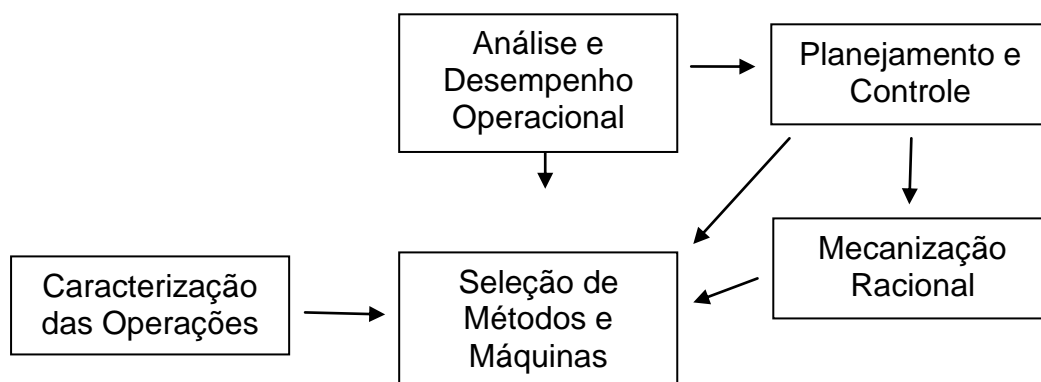 Análise e
Desempenho
Operacional
Planejamento e
Controle
Caracterização
das Operações
Seleção de
Métodos e
Máquinas
Mecanização
Racional